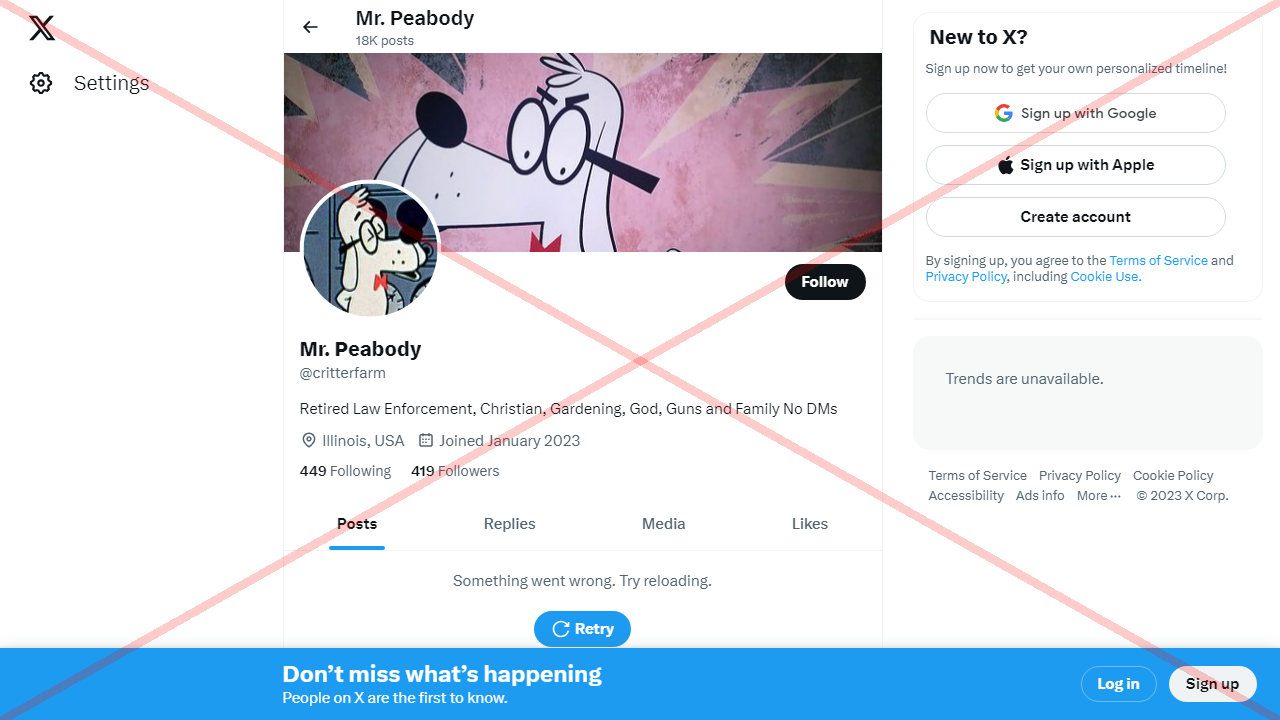 Settings
Mr. Peabody
18K posts
Follow
Mr. Peabody
@critterfarm
Retired Law Enforcement, Christian, Gardening, God, Guns and Family No DMs
Illinois, USA Joined January 2023
449 Following 419 Followers
Posts Replies Media Likes
Something went wrong. Try reloading.
Retry
New to X?
Sign up now to get your own personalized timeline!
Sign up with Google
Sign up with Apple
Create account
By signing up, you agree to the Terms of Service and
Privacy Policy, including Cookie Use.
Trends are unavailable.
Terms of Service Privacy Policy Cookie Policy
Accessibility Ads info More ··· © 2023 X Corp.
Don’t miss what’s happening
People on X are the first to know.
Log in Sign up